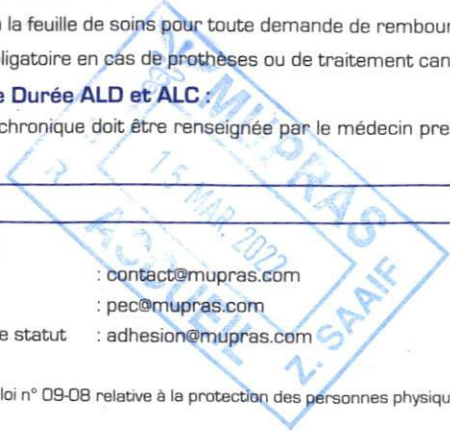 la feuille de soins pour toute demande de rembour
ligatoire en cas de prothèses ou de traitement can
e Durée ALD et ALC :
chronique doit être renseignée par le médecin pre
MUPRAS
15 MAR. 2022
ACCUEIL
Z. SAAIF
: contact@mupras.com
: pec@mupras.com
e statut : adhesion@mupras.com
loi n° 09-08 relative à la protection des personnes physiqu